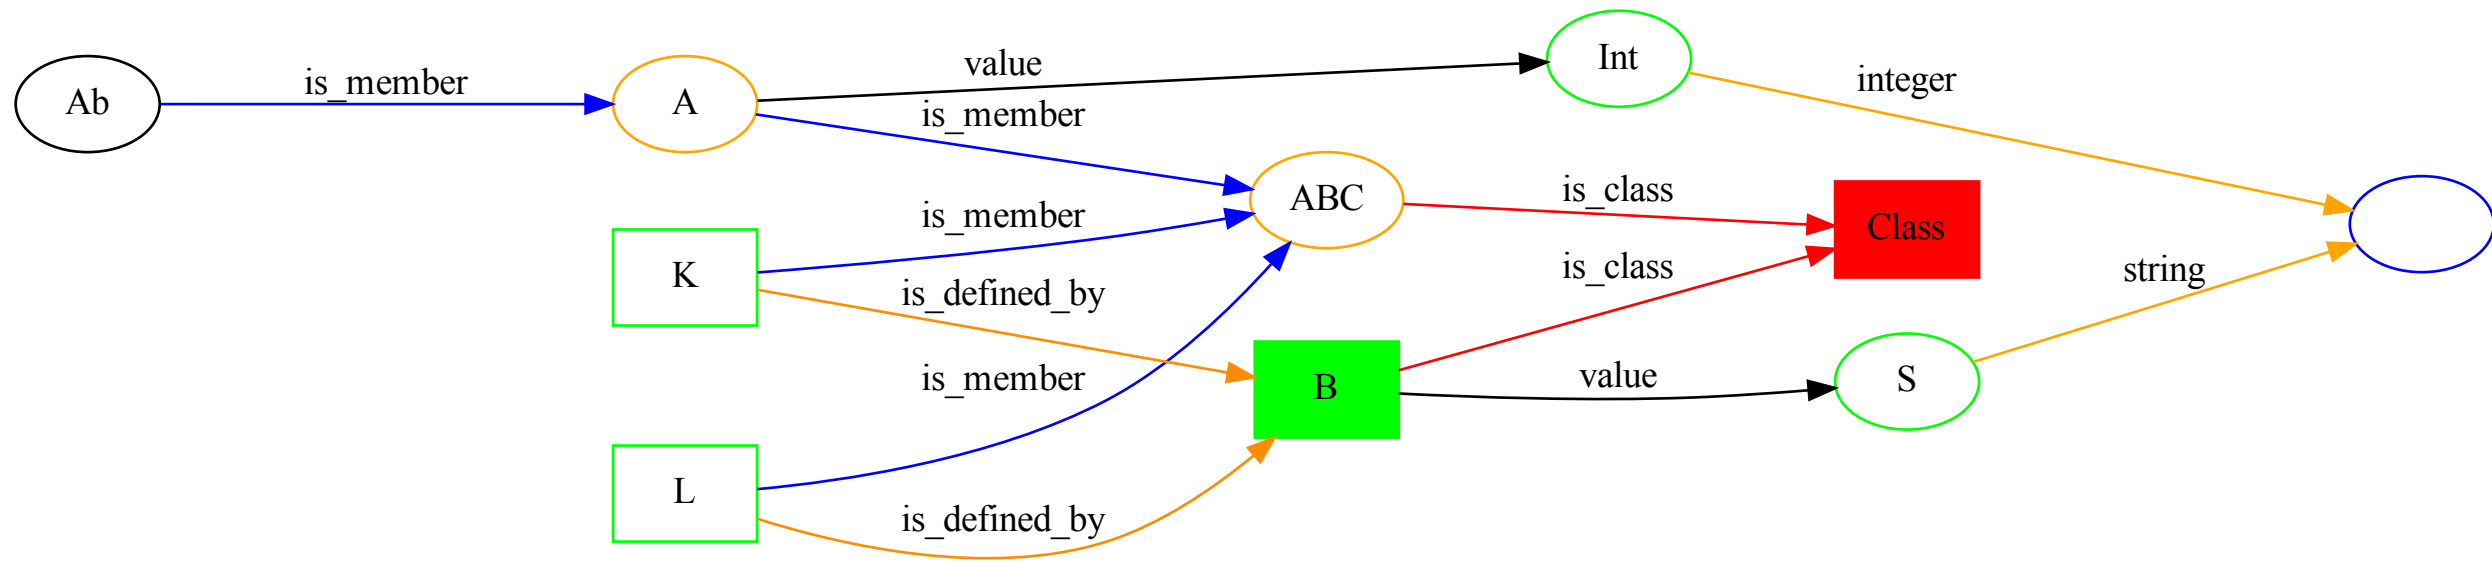 Ab
is_member
A
value
Int
integer
is_member
ABC
is_class
Class
is_member
K
is_defined_by
is_class
string
B
value
S
is_member
L
is_defined_by